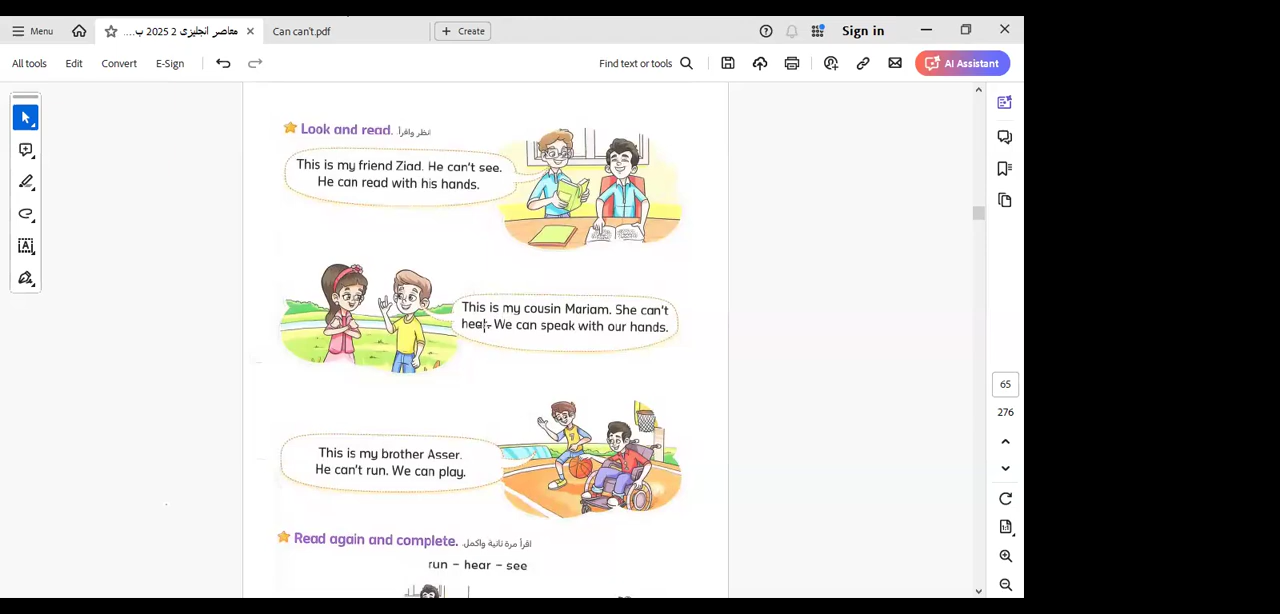 Menu
معاصر انجليزى 2 2025 ب....
Can can't.pdf
Create
Sign in
All tools
Edit
Convert
E-Sign
Find text or tools
AI Assistant
Look and read. انظر واقرأ
This is my friend Ziad. He can't see.
He can read with his hands.
This is my cousin Mariam. She can't
hear. We can speak with our hands.
This is my brother Asser.
He can't run. We can play.
Read again and complete. اقرأ مرة ثانية واكمل.
run – hear – see
65
276